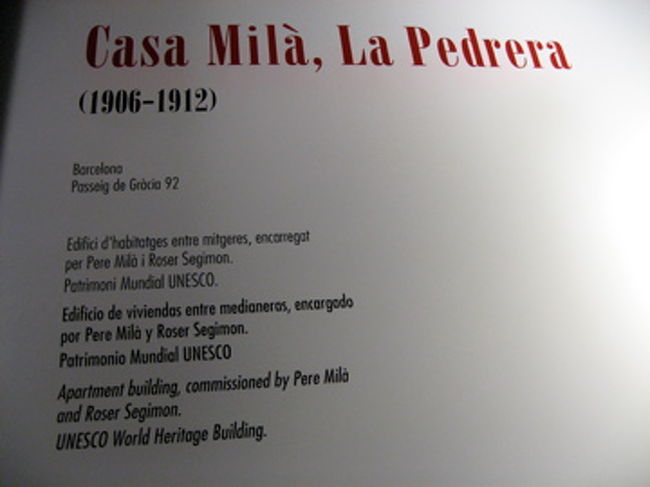 Casa Milà, La Pedrera
(1906-1912)
Barcelona
Passeig de Gràcia 92
Edifici d'habitatges entre mitgeres, encarregat
per Pere Milà i Roser Segimon.
Patrimoni Mundial UNESCO.
Edificio de viviendas entre medianeras, encargado
por Pere Milà y Roser Segimon.
Patrimonio Mundial UNESCO
Apartment building, commissioned by Pere Milà
and Roser Segimon.
UNESCO World Heritage Building.